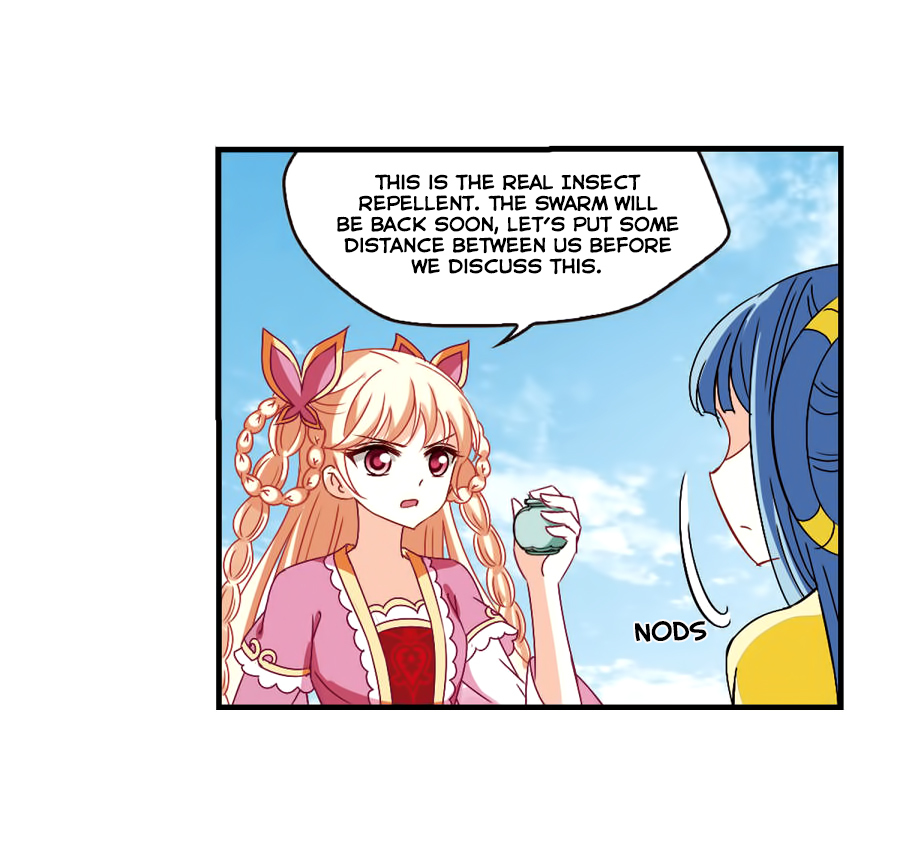 THIS IS THE REAL INSECT
REPELLENT. THE SWARM WILL
BE BACK SOON, LET'S PUT SOME
DISTANCE BETWEEN US BEFORE
WE DISCUSS THIS.
NODS